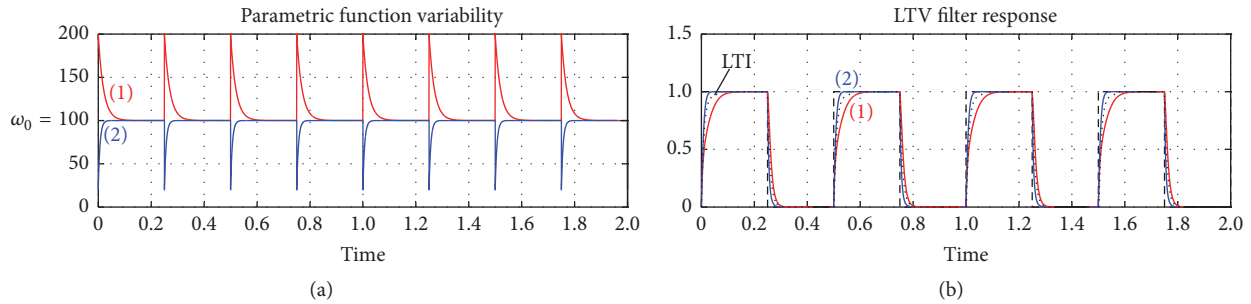 Parametric function variability
200
150
ω₀ = 100
50
0
(1)
(2)
0 0.2 0.4 0.6 0.8 1.0 1.2 1.4 1.6 1.8 2.0
Time
(a)
LTV filter response
1.5
1.0
0.5
0
LTI
(2)
(1)
0 0.2 0.4 0.6 0.8 1.0 1.2 1.4 1.6 1.8 2.0
Time
(b)